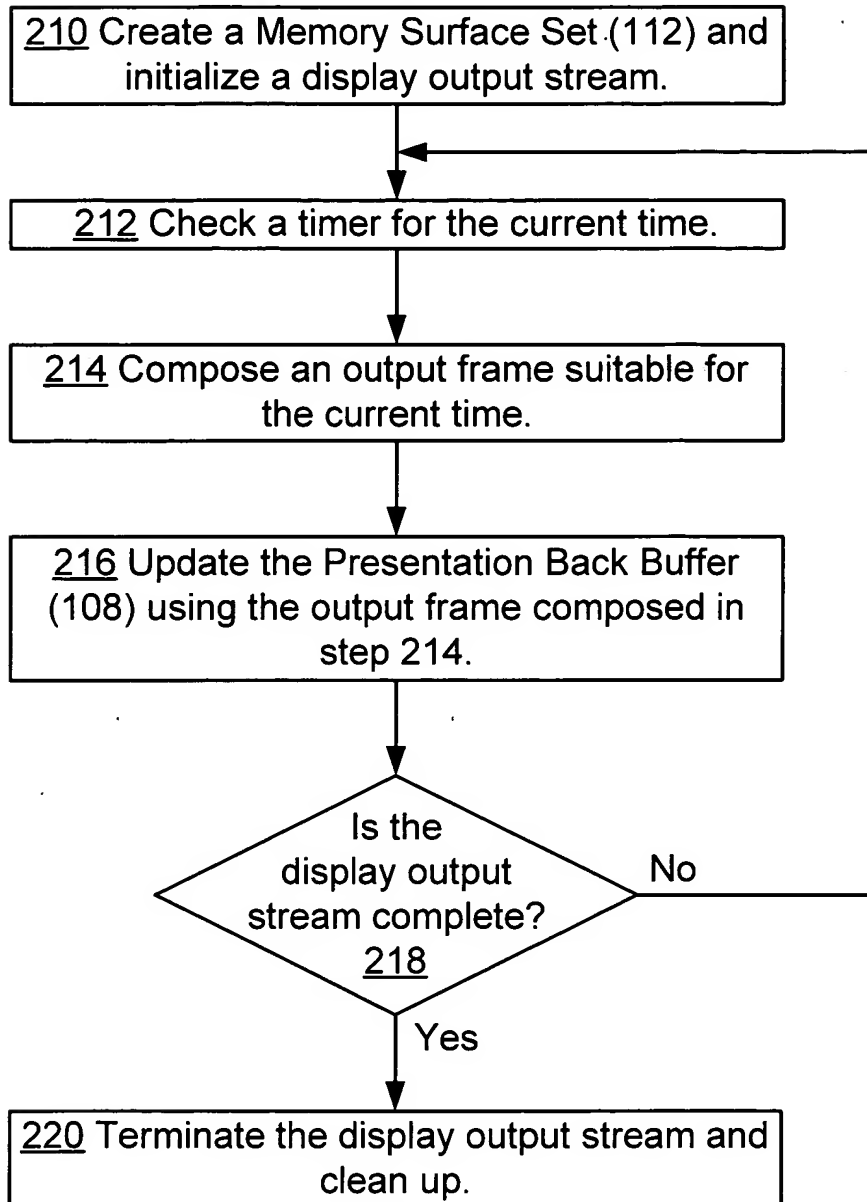 210 Create a Memory Surface Set (112) and
initialize a display output stream.
212 Check a timer for the current time.
214 Compose an output frame suitable for
the current time.
216 Update the Presentation Back Buffer
(108) using the output frame composed in
step 214.
Is the
display output
stream complete?
218
No
Yes
220 Terminate the display output stream and
clean up.